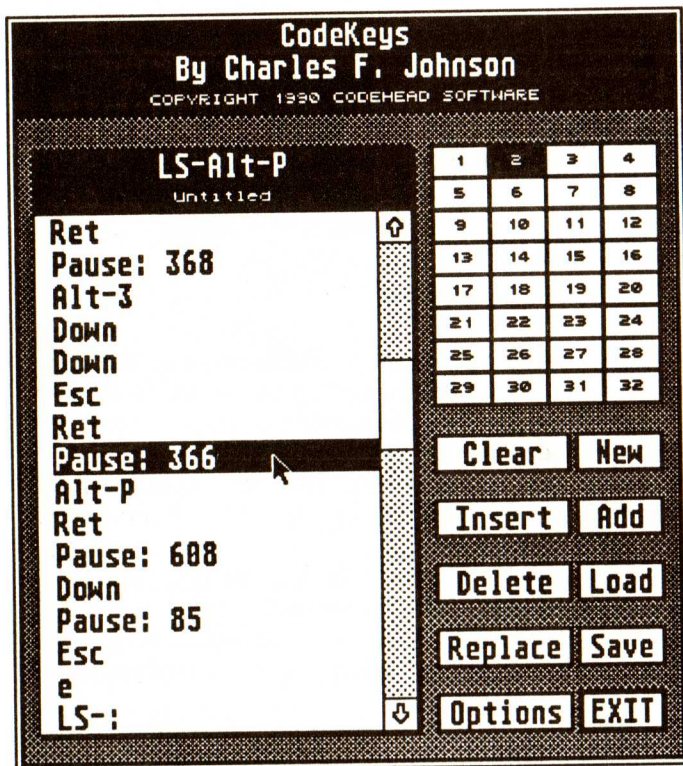 CodeKeys
By Charles F. Johnson
COPYRIGHT 1990 CODEHEAD SOFTWARE
LS-Alt-P
Untitled
Ret
Pause: 368
Alt-3
Down
Down
Esc
Ret
Pause: 366
Alt-P
Ret
Pause: 608
Down
Pause: 85
Esc
e
LS-:
1 2 3 4
5 6 7 8
9 10 11 12
13 14 15 16
17 18 19 20
21 22 23 24
25 26 27 28
29 30 31 32
Clear New
Insert Add
Delete Load
Replace Save
Options EXIT